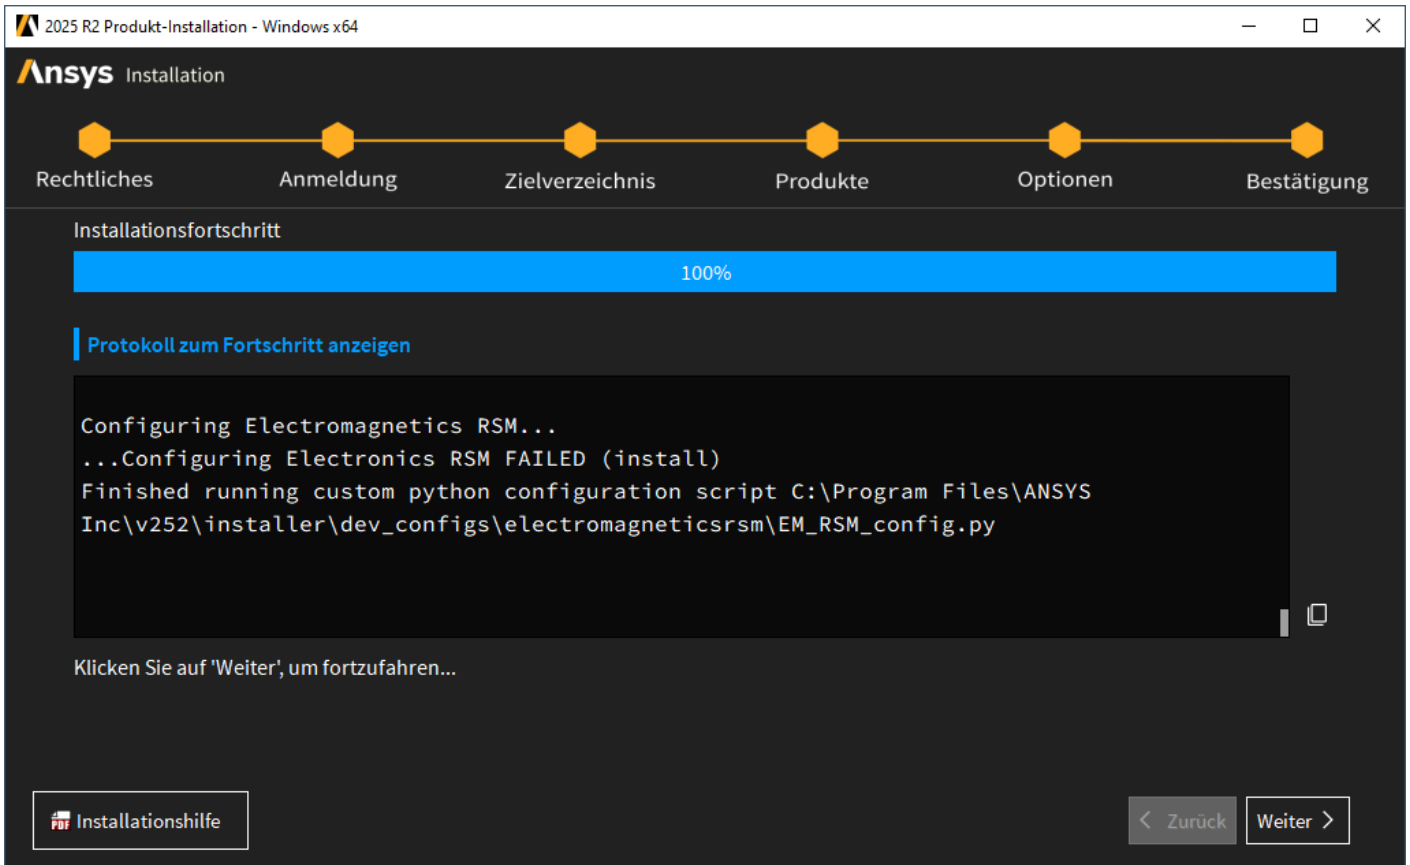 2025 R2 Produkt-Installation - Windows x64
Ansys Installation
Rechtliches Anmeldung Zielverzeichnis Produkte Optionen Bestätigung
Installationsfortschritt
100%
Protokoll zum Fortschritt anzeigen
Configuring Electromagnetics RSM...
...Configuring Electronics RSM FAILED (install)
Finished running custom python configuration script C:\Program Files\ANSYS
Inc\v252\installer\dev_configs\electromagneticsrsm\EM_RSM_config.py
Klicken Sie auf 'Weiter', um fortzufahren...
PDF Installationshilfe Zurück Weiter